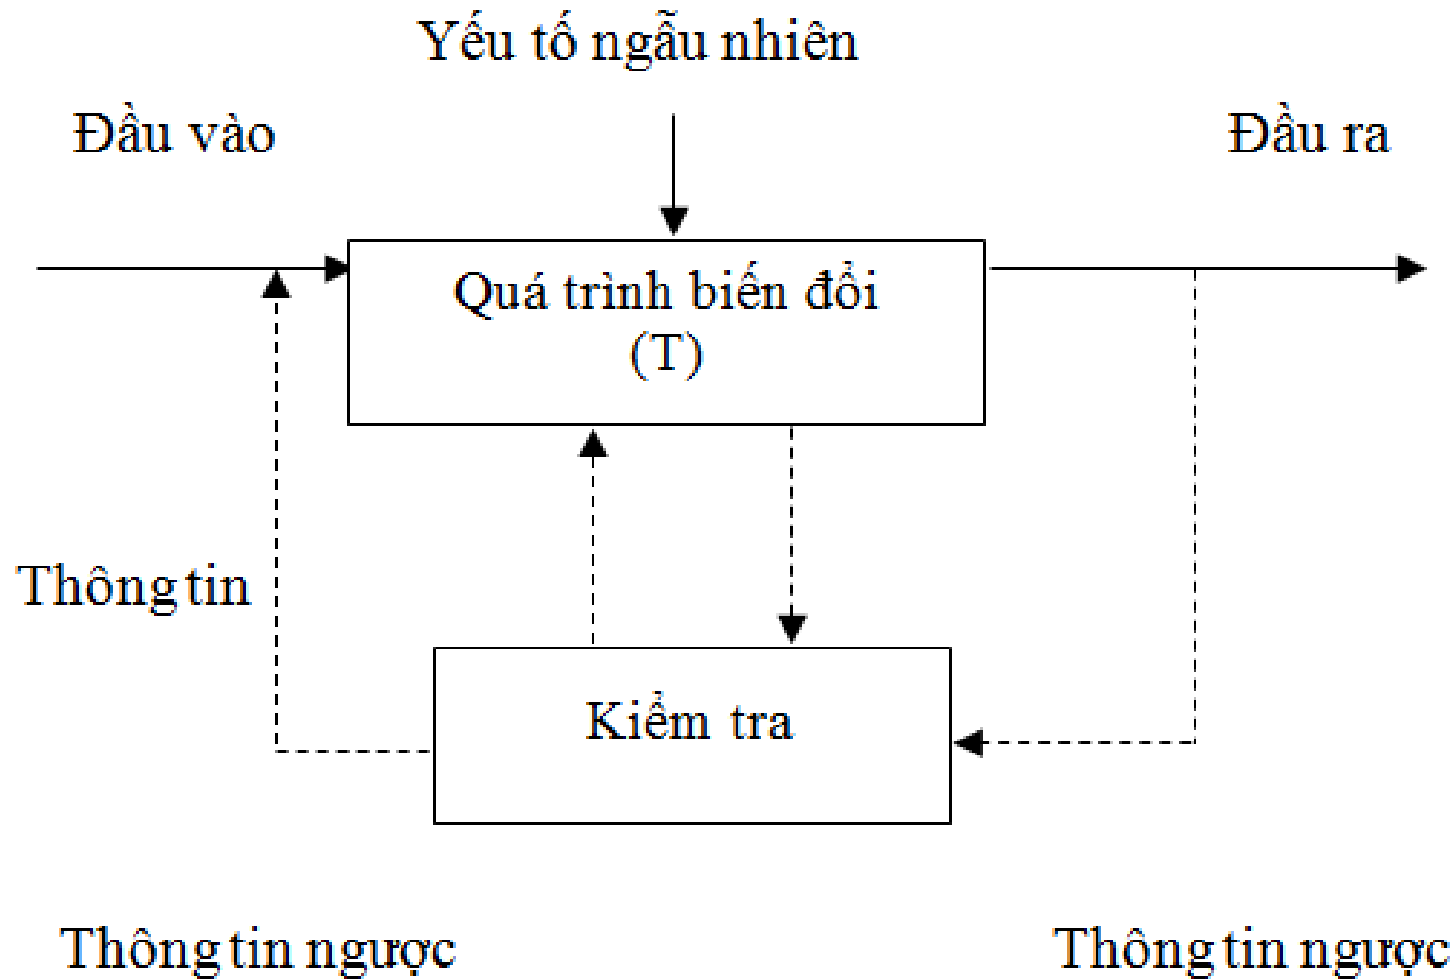 Yếu tố ngẫu nhiên
Đầu vào
Đầu ra
Quá trình biến đổi
(T)
Thông tin
Kiểm tra
Thông tin ngược
Thông tin ngược